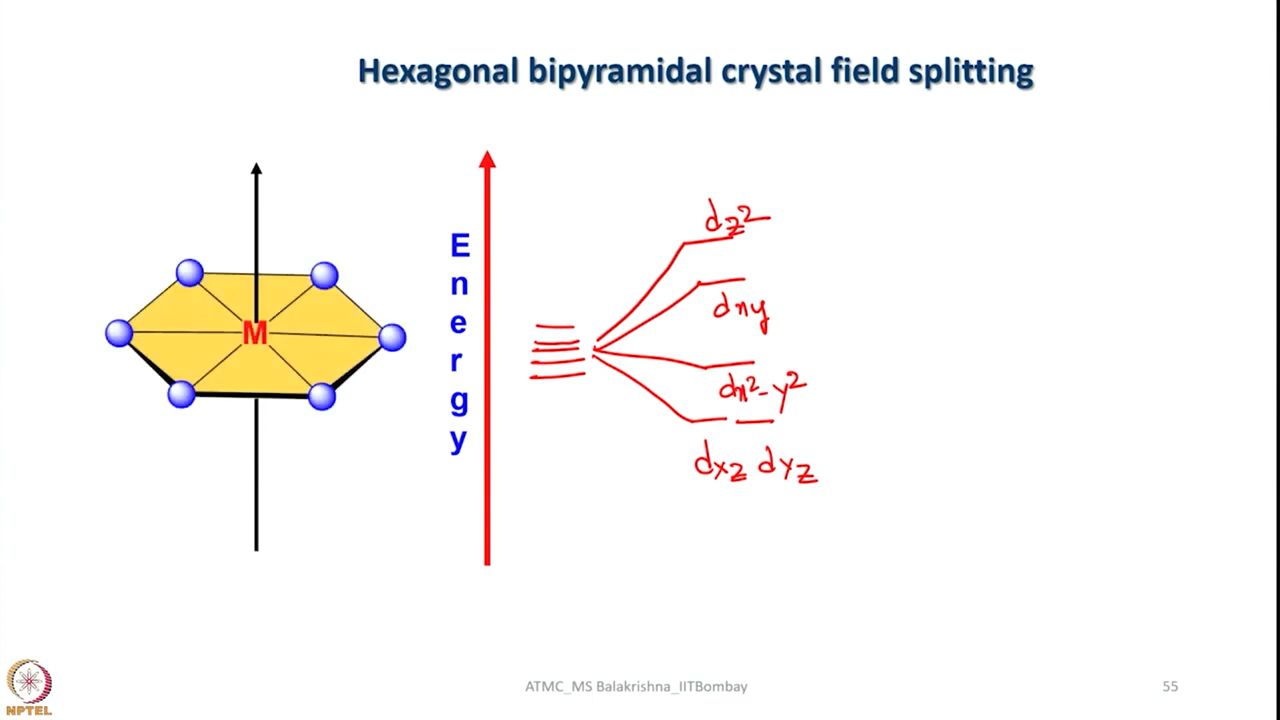 Hexagonal bipyramidal crystal field splitting
M
E
n
e
r
g
y
dz²
dxy
dx²-y²
dxz dyz
NPTEL
ATMC_MS Balakrishna_IITBombay
55